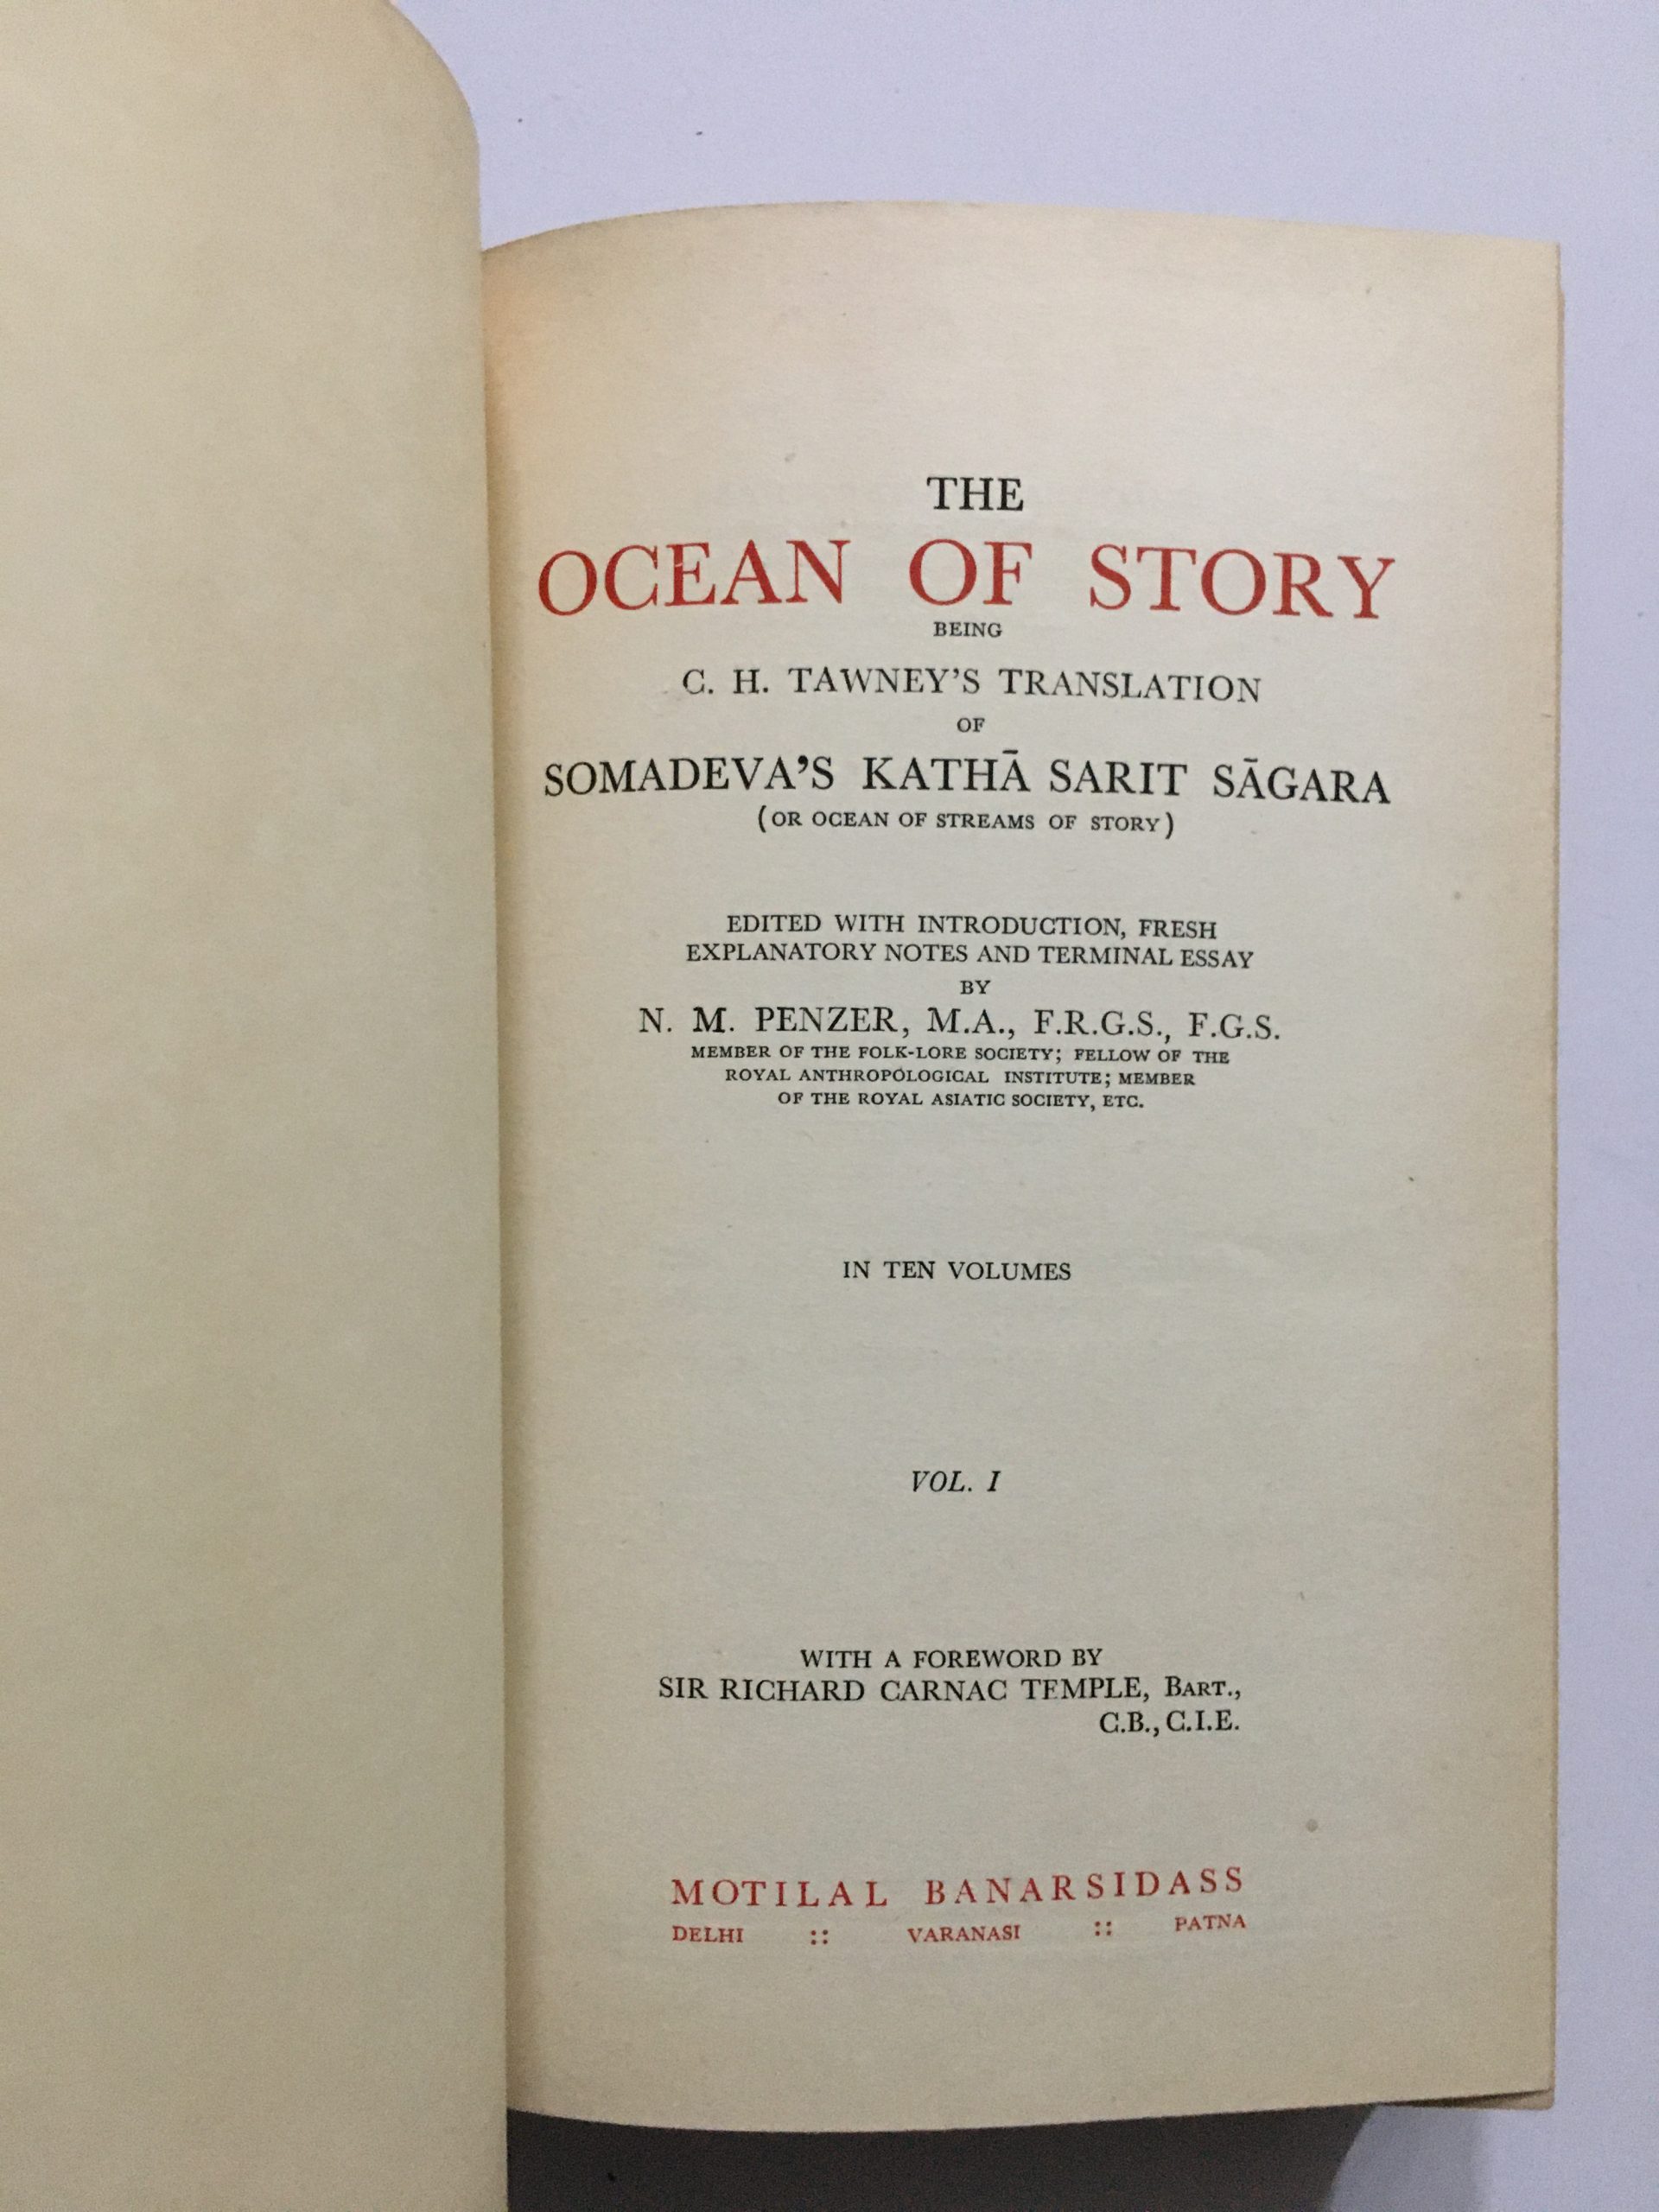 THE
OCEAN OF STORY
BEING
C. H. TAWNEY'S TRANSLATION
OF
SOMADEVA'S KATHĀ SARIT SĀGARA
(OR OCEAN OF STREAMS OF STORY)
EDITED WITH INTRODUCTION, FRESH
EXPLANATORY NOTES AND TERMINAL ESSAY
BY
N. M. PENZER, M.A., F.R.G.S., F.G.S.
MEMBER OF THE FOLK-LORE SOCIETY; FELLOW OF THE
ROYAL ANTHROPOLOGICAL INSTITUTE; MEMBER
OF THE ROYAL ASIATIC SOCIETY, ETC.
IN TEN VOLUMES
VOL. I
WITH A FOREWORD BY
SIR RICHARD CARNAC TEMPLE, BART.,
C.B., C.I.E.
MOTILAL BANARSIDASS
DELHI :: VARANASI :: PATNA